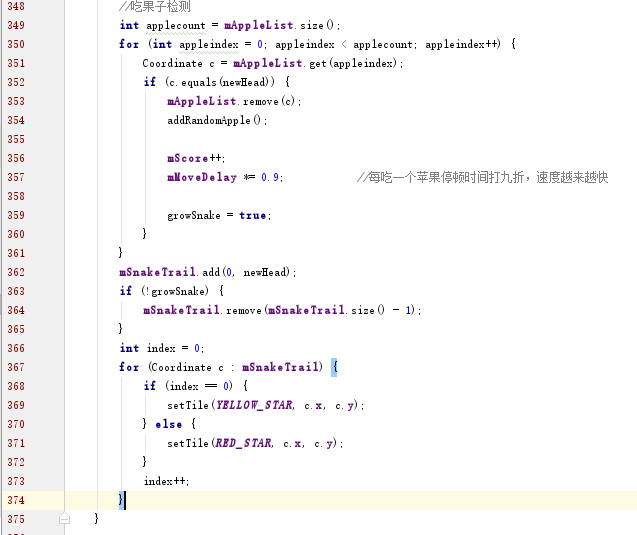 348 //吃果子检测
349 int applecount = mAppleList.size();
350 for (int appleindex = 0; appleindex < applecount; appleindex++) {
351 Coordinate c = mAppleList.get(appleindex);
352 if (c.equals(newHead)) {
353 mAppleList.remove(c);
354 addRandomApple();
355
356 mScore++;
357 mMoveDelay *= 0.9; //每吃一个苹果停顿时间打九折，速度越来越快
358
359 growSnake = true;
360 }
361 }
362 mSnakeTrail.add(0, newHead);
363 if (!growSnake) {
364 mSnakeTrail.remove(mSnakeTrail.size() - 1);
365 }
366 int index = 0;
367 for (Coordinate c : mSnakeTrail) {
368 if (index == 0) {
369 setTile(YELLOW_STAR, c.x, c.y);
370 } else {
371 setTile(RED_STAR, c.x, c.y);
372 }
373 index++;
374 }
375 }